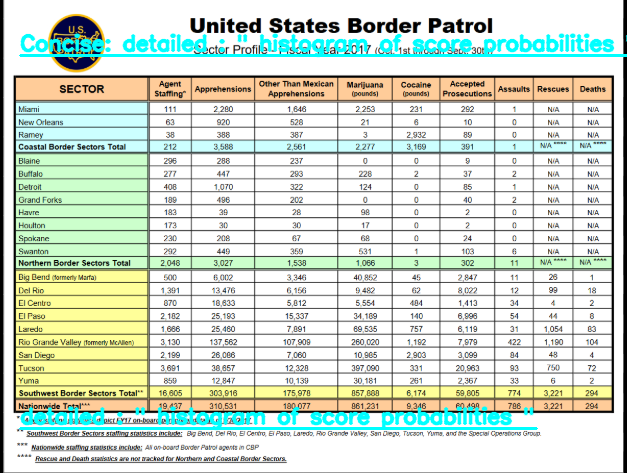 U.S.
United States Border Patrol
Concise: detailed : " histogram of score probabilities "
Sector Profile - Fiscal Year 2017 (Oct. 1st through Sept. 30th)
SECTOR Agent Staffing* Apprehensions Other Than Mexican Apprehensions Marijuana (pounds) Cocaine (pounds) Accepted Prosecutions Assaults Rescues Deaths
Miami 111 2,280 1,646 2,253 231 292 1 N/A N/A
New Orleans 63 920 528 21 6 10 0 N/A N/A
Ramey 38 388 387 3 2,932 89 0 N/A N/A
Coastal Border Sectors Total 212 3,588 2,561 2,277 3,169 391 1 N/A **** N/A ****
Blaine 296 288 237 0 0 9 0 N/A N/A
Buffalo 277 447 293 228 2 37 2 N/A N/A
Detroit 408 1,070 322 124 0 85 1 N/A N/A
Grand Forks 189 496 202 0 0 40 2 N/A N/A
Havre 183 39 28 98 0 2 0 N/A N/A
Houlton 173 30 30 17 0 2 0 N/A N/A
Spokane 230 208 67 68 0 24 0 N/A N/A
Swanton 292 449 359 531 1 103 6 N/A N/A
Northern Border Sectors Total 2,048 3,027 1,538 1,066 3 302 11 N/A **** N/A ****
Big Bend (formerly Marfa) 500 6,002 3,346 40,852 45 2,847 11 26 1
Del Rio 1,391 13,476 6,156 9,482 62 8,022 12 99 18
El Centro 870 18,633 5,812 5,554 484 1,413 34 4 2
El Paso 2,182 25,193 15,337 34,189 140 6,996 54 44 8
Laredo 1,666 25,460 7,891 69,535 757 6,119 31 1,054 83
Rio Grande Valley (formerly McAllen) 3,130 137,562 107,909 260,020 1,192 7,979 422 1,190 104
San Diego 2,199 26,086 7,060 10,985 2,903 3,099 84 48 4
Tucson 3,691 38,657 12,328 397,090 331 20,963 93 750 72
Yuma 859 12,847 10,139 30,181 261 2,367 33 6 2
Southwest Border Sectors Total** 16,605 303,916 175,978 857,888 6,174 59,805 774 3,221 294
Nationwide Total*** 19,437 310,531 180,077 861,231 9,346 60,498 786 3,221 294
detailed : " histogram of score probabilities "
** Southwest Border Sectors staffing statistics include: Big Bend, Del Rio, El Centro, El Paso, Laredo, Rio Grande Valley, San Diego, Tucson, Yuma, and the Special Operations Group.
*** Nationwide staffing statistics include: All on-board Border Patrol agents in CBP
**** Rescue and Death statistics are not tracked for Northern and Coastal Border Sectors.